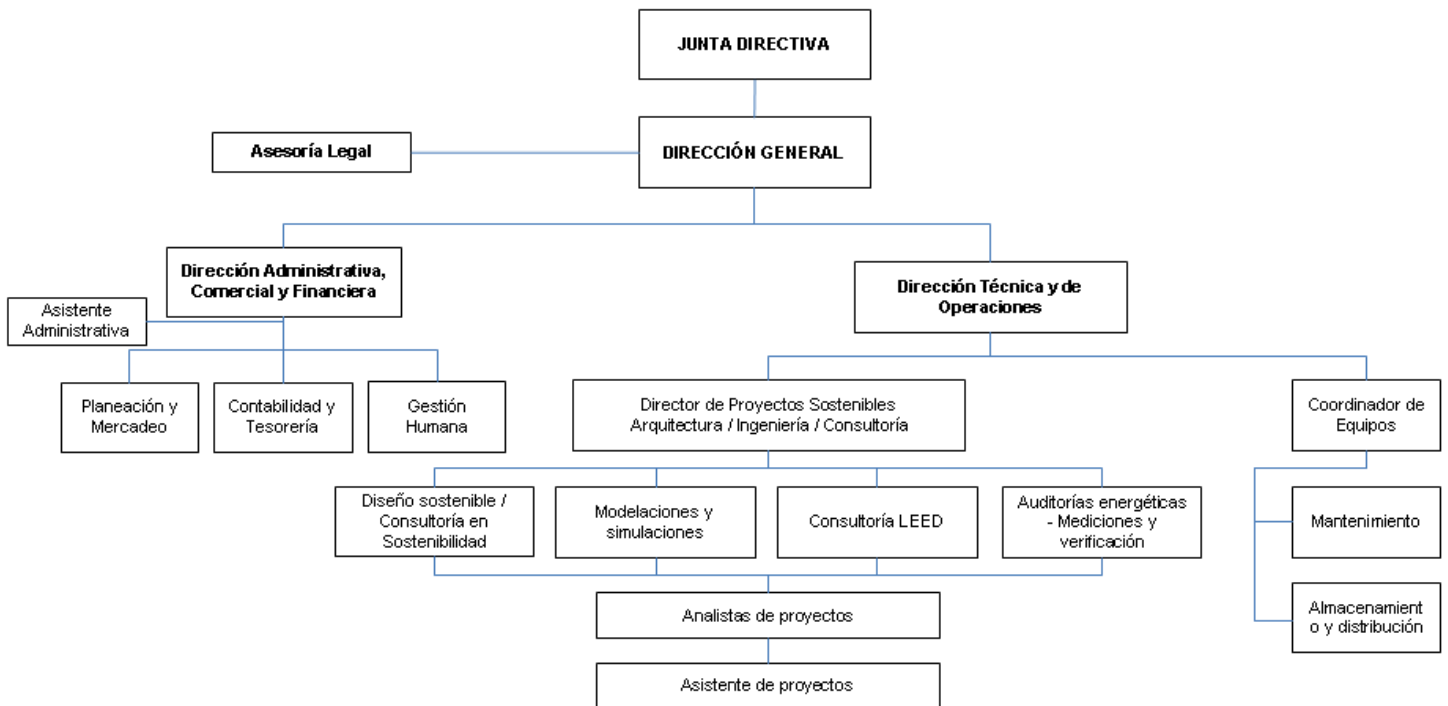 JUNTA DIRECTIVA
Asesoría Legal
DIRECCIÓN GENERAL
Dirección Administrativa,
Comercial y Financiera
Dirección Técnica y de
Operaciones
Asistente
Administrativa
Planeación y
Mercadeo
Contabilidad y
Tesorería
Gestión
Humana
Director de Proyectos Sostenibles
Arquitectura / Ingeniería / Consultoría
Coordinador de
Equipos
Diseño sostenible /
Consultoría en
Sostenibilidad
Modelaciones y
simulaciones
Consultoría LEED
Auditorías energéticas
- Mediciones y
verificación
Mantenimiento
Analistas de proyectos
Almacenamient
o y distribución
Asistente de proyectos